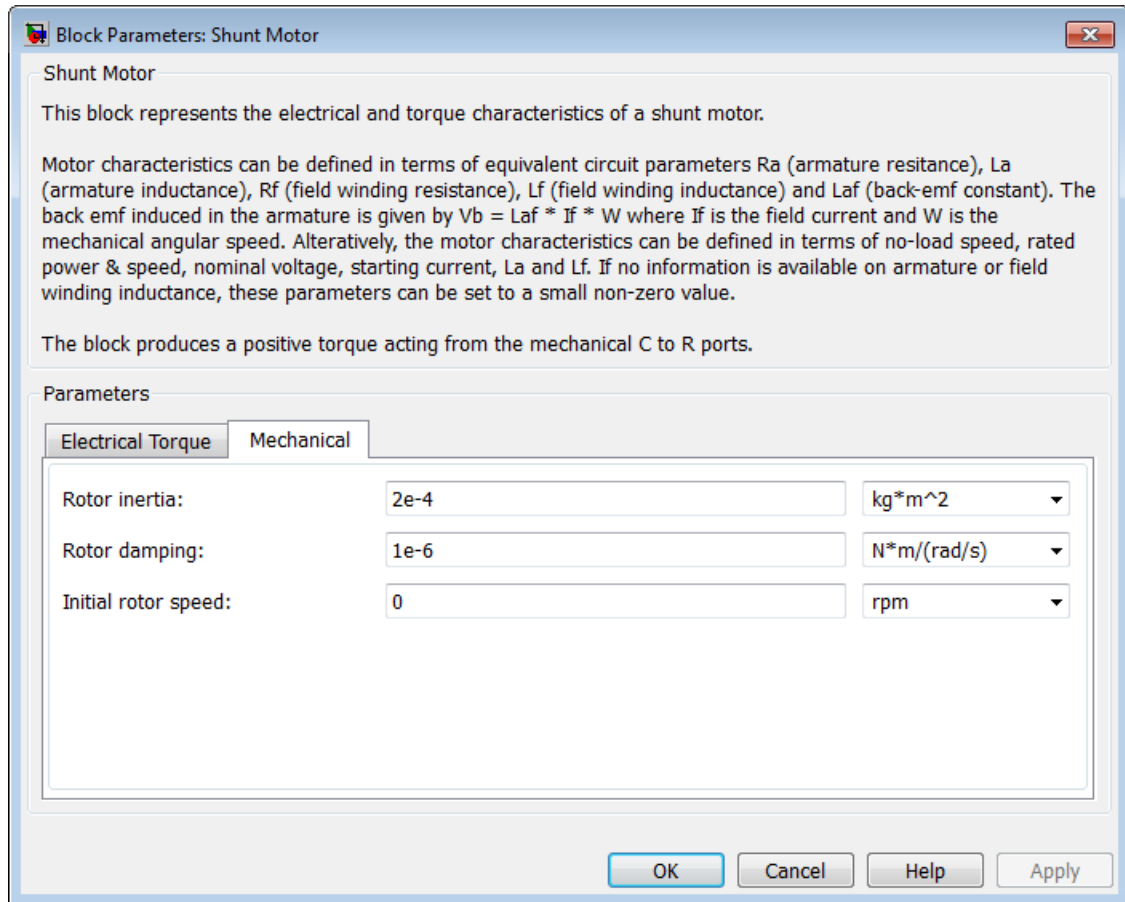 Block Parameters: Shunt Motor
Shunt Motor
This block represents the electrical and torque characteristics of a shunt motor.
Motor characteristics can be defined in terms of equivalent circuit parameters Ra (armature resitance), La
(armature inductance), Rf (field winding resistance), Lf (field winding inductance) and Laf (back-emf constant). The
back emf induced in the armature is given by Vb = Laf * If * W where If is the field current and W is the
mechanical angular speed. Alteratively, the motor characteristics can be defined in terms of no-load speed, rated
power & speed, nominal voltage, starting current, La and Lf. If no information is available on armature or field
winding inductance, these parameters can be set to a small non-zero value.
The block produces a positive torque acting from the mechanical C to R ports.
Parameters
Electrical Torque Mechanical
Rotor inertia: 2e-4 kg*m^2
Rotor damping: 1e-6 N*m/(rad/s)
Initial rotor speed: 0 rpm
OK Cancel Help Apply